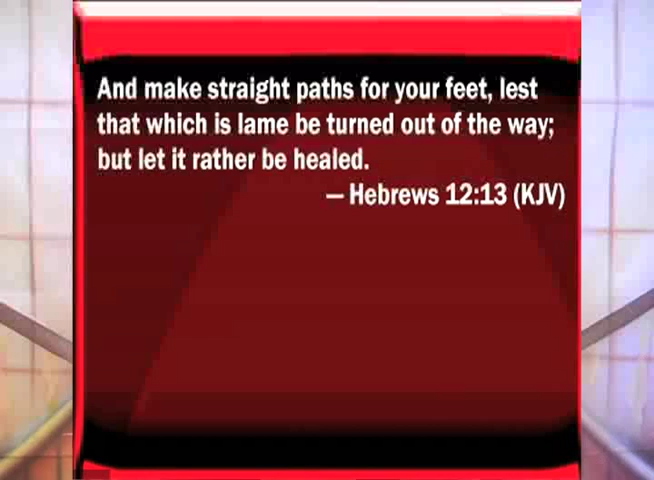 And make straight paths for your feet, lest
that which is lame be turned out of the way;
but let it rather be healed.
— Hebrews 12:13 (KJV)